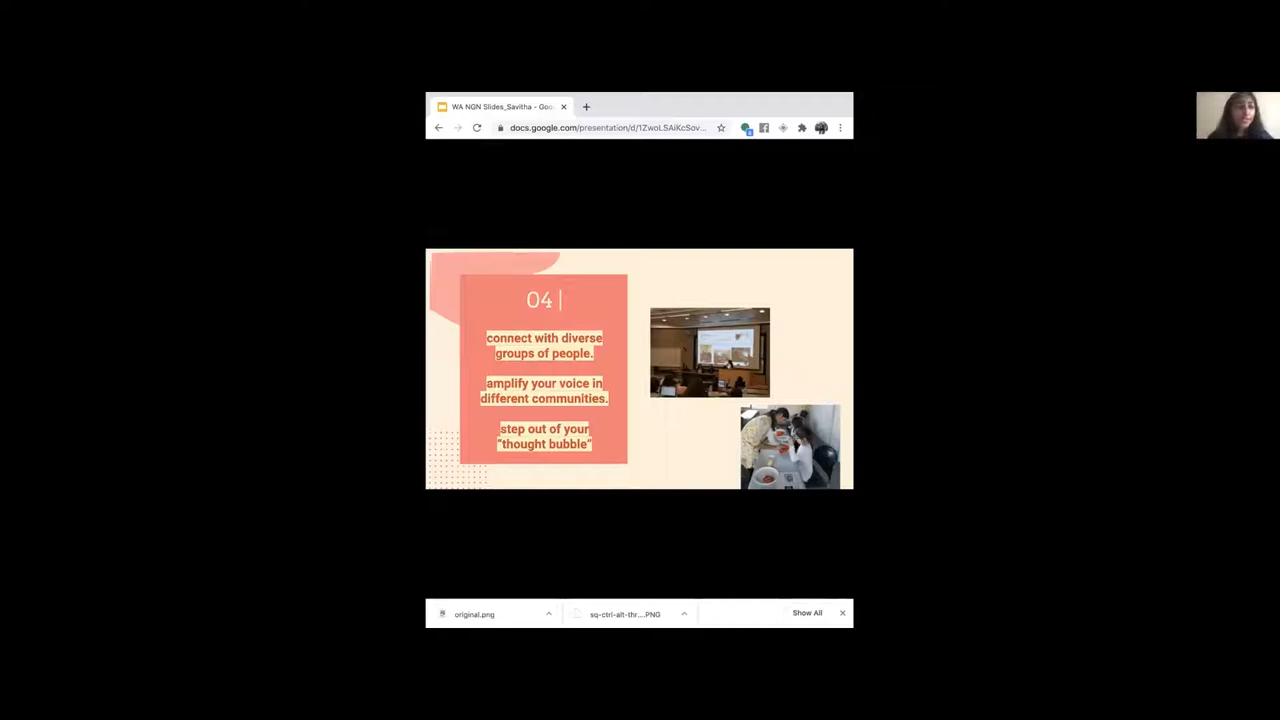 WA NGN Slides_Savitha - Goo
docs.google.com/presentation/d/1ZwoLSAiKcSov...
04 |
connect with diverse
groups of people.
amplify your voice in
different communities.
step out of your
"thought bubble"
original.png
sq-ctrl-alt-thr....PNG
Show All